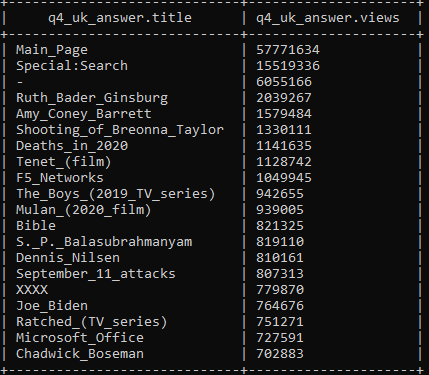 q4_uk_answer.title | q4_uk_answer.views
Main_Page | 57771634
Special:Search | 15519336
- | 6055166
Ruth_Bader_Ginsburg | 2039267
Amy_Coney_Barrett | 1579484
Shooting_of_Breonna_Taylor | 1330111
Deaths_in_2020 | 1141635
Tenet_(film) | 1128742
F5_Networks | 1049945
The_Boys_(2019_TV_series) | 942655
Mulan_(2020_film) | 939005
Bible | 821325
S._P._Balasubrahmanyam | 819110
Dennis_Nilsen | 810161
September_11_attacks | 807313
XXXX | 779870
Joe_Biden | 764676
Ratched_(TV_series) | 751271
Microsoft_Office | 727591
Chadwick_Boseman | 702883